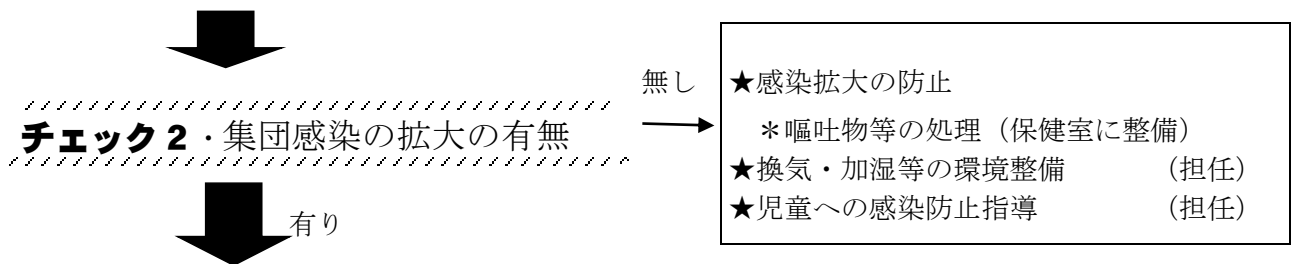 チェック2・集団感染の拡大の有無
無し
★感染拡大の防止
＊嘔吐物等の処理（保健室に整備）
★換気・加湿等の環境整備　　　（担任）
★児童への感染防止指導　　　　（担任）
有り